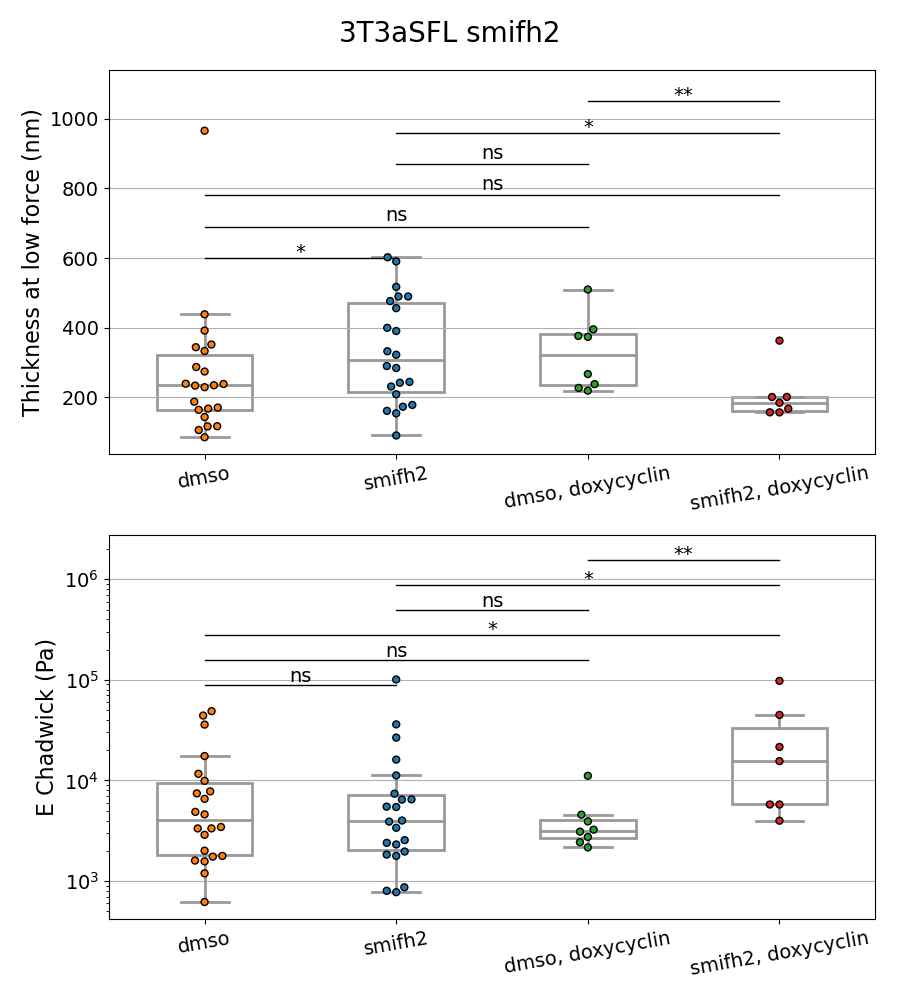 3T3aSFL smifh2
Thickness at low force (nm)
1000
800
600
400
200
**
*
ns
ns
ns
*
dmso
smifh2
dmso, doxycyclin
smifh2, doxycyclin
E Chadwick (Pa)
10⁶
10⁵
10⁴
10³
**
*
ns
*
ns
ns
dmso
smifh2
dmso, doxycyclin
smifh2, doxycyclin